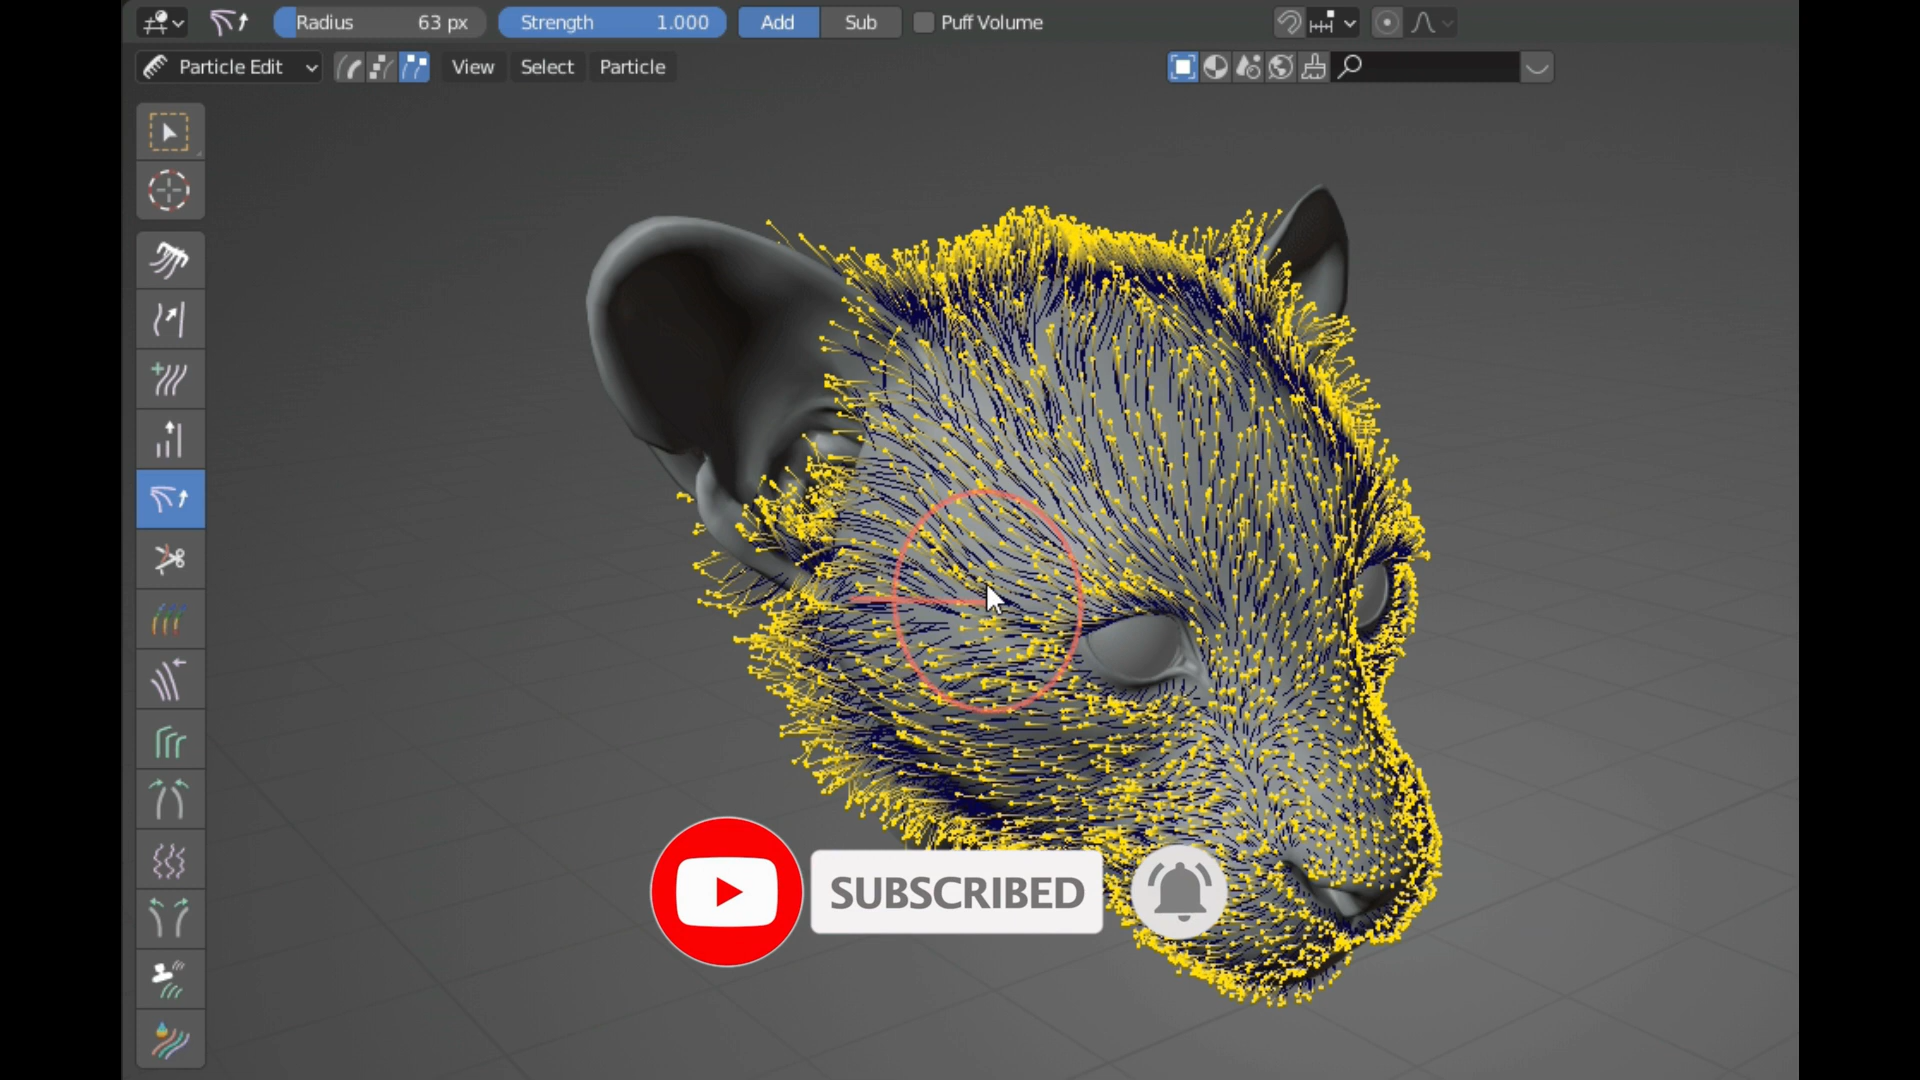 Radius 63 px Strength 1.000 Add Sub Puff Volume
Particle Edit View Select Particle
SUBSCRIBED